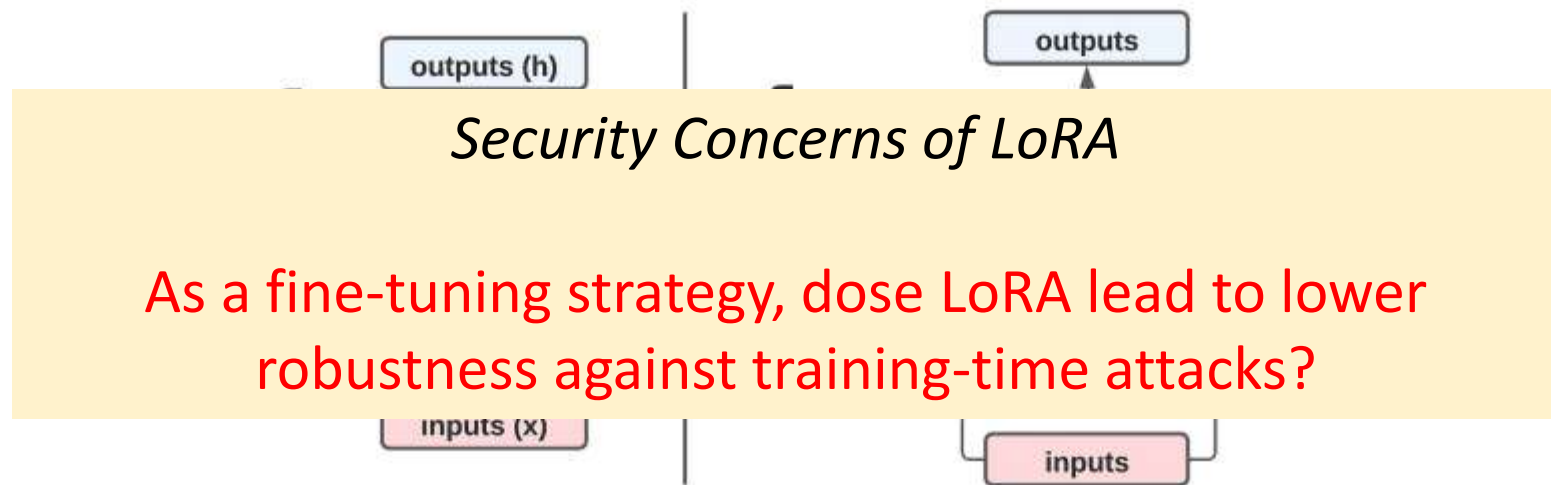 outputs (h)
outputs
Security Concerns of LoRA
As a fine-tuning strategy, dose LoRA lead to lower
robustness against training-time attacks?
inputs (x)
inputs